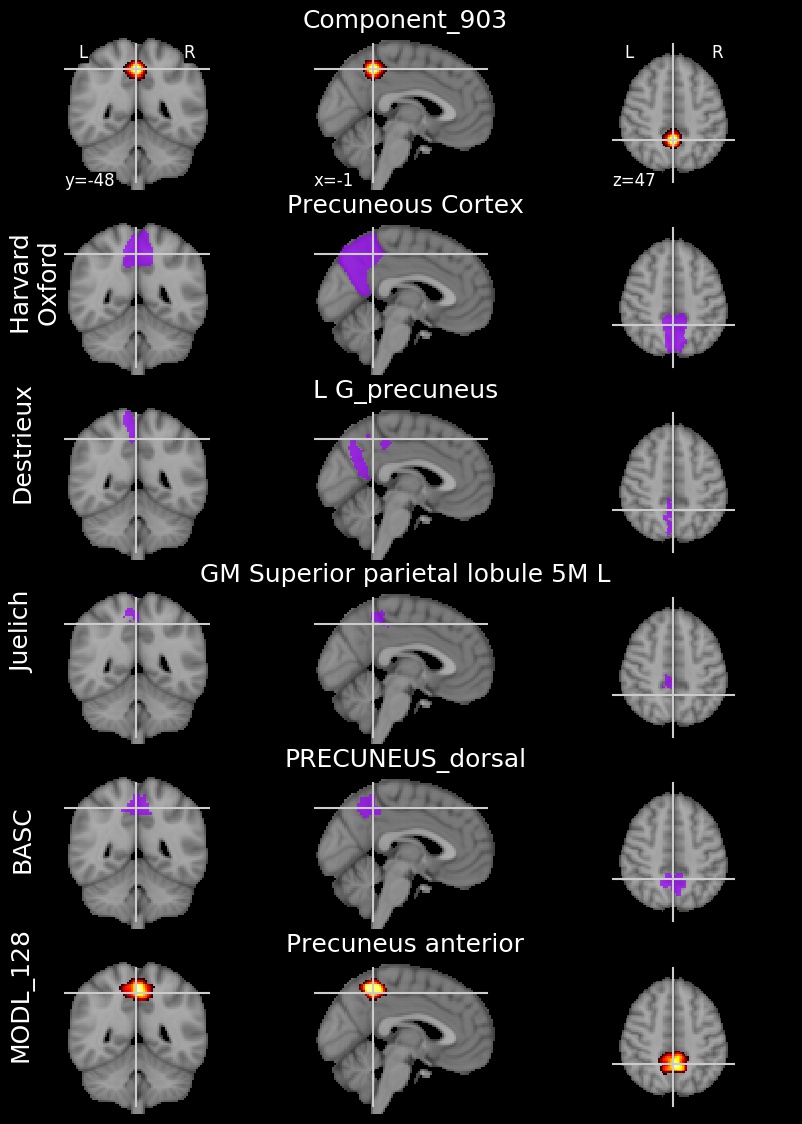 Component_903
L R L R
y=-48 x=-1 z=47
Precuneous Cortex
Harvard
Oxford
L G_precuneus
Destrieux
GM Superior parietal lobule 5M L
Juelich
PRECUNEUS_dorsal
BASC
Precuneus anterior
MODL_128